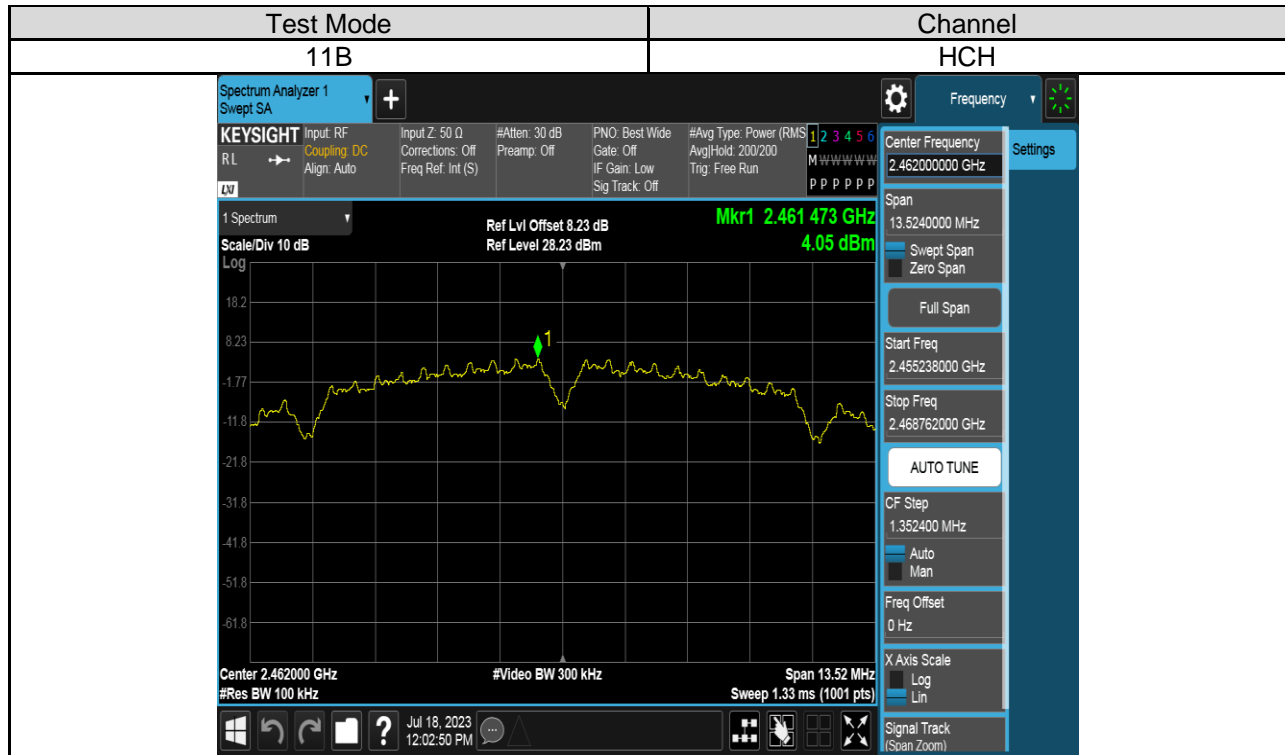 Test Mode Channel
11B HCH
Spectrum Analyzer 1
Swept SA
+
Frequency
KEYSIGHT
RL
LXI
Input: RF
Coupling: DC
Align: Auto
Input Z: 50 Ω
Corrections: Off
Freq Ref: Int (S)
#Atten: 30 dB
Preamp: Off
PNO: Best Wide
Gate: Off
IF Gain: Low
Sig Track: Off
#Avg Type: Power (RMS
Avg|Hold: 200/200
Trig: Free Run
1 2 3 4 5 6
M W W W W W
P P P P P P
1 Spectrum
Scale/Div 10 dB
Ref Lvl Offset 8.23 dB
Ref Level 28.23 dBm
Mkr1 2.461 473 GHz
4.05 dBm
Log
18.2
8.23
-1.77
-11.8
-21.8
-31.8
-41.8
-51.8
-61.8
1
Center 2.462000 GHz
#Res BW 100 kHz
#Video BW 300 kHz
Span 13.52 MHz
Sweep 1.33 ms (1001 pts)
Center Frequency
2.462000000 GHz
Span
13.5240000 MHz
Swept Span
Zero Span
Full Span
Start Freq
2.455238000 GHz
Stop Freq
2.468762000 GHz
AUTO TUNE
CF Step
1.352400 MHz
Auto
Man
Freq Offset
0 Hz
X Axis Scale
Log
Lin
Signal Track
(Span Zoom)
Settings
?
Jul 18, 2023
12:02:50 PM